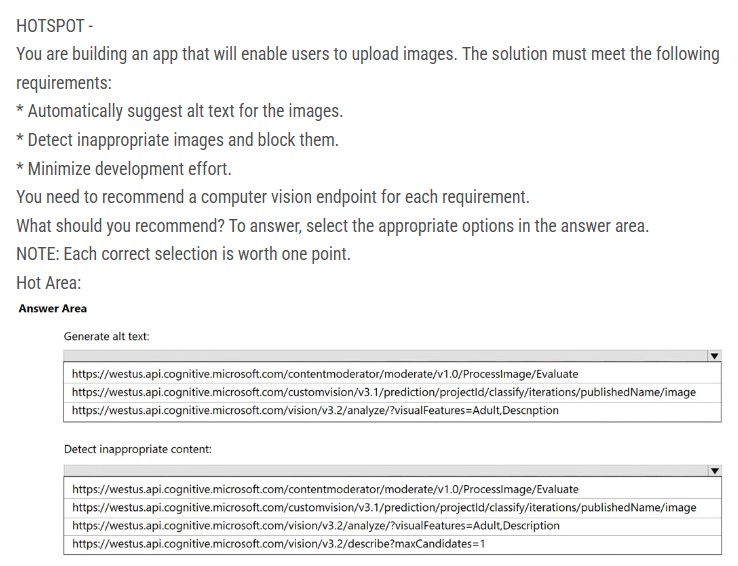 HOTSPOT -
You are building an app that will enable users to upload images. The solution must meet the following
requirements:
* Automatically suggest alt text for the images.
* Detect inappropriate images and block them.
* Minimize development effort.
You need to recommend a computer vision endpoint for each requirement.
What should you recommend? To answer, select the appropriate options in the answer area.
NOTE: Each correct selection is worth one point.
Hot Area:
Answer Area
Generate alt text:
https://westus.api.cognitive.microsoft.com/contentmoderator/moderate/v1.0/ProcessImage/Evaluate
https://westus.api.cognitive.microsoft.com/customvision/v3.1/prediction/projectId/classify/iterations/publishedName/image
https://westus.api.cognitive.microsoft.com/vision/v3.2/analyze/?visualFeatures=Adult,Descnption
Detect inappropriate content:
https://westus.api.cognitive.microsoft.com/contentmoderator/moderate/v1.0/ProcessImage/Evaluate
https://westus.api.cognitive.microsoft.com/customvision/v3.1/prediction/projectId/classify/iterations/publishedName/image
https://westus.api.cognitive.microsoft.com/vision/v3.2/analyze/?visualFeatures=Adult,Description
https://westus.api.cognitive.microsoft.com/vision/v3.2/describe?maxCandidates=1